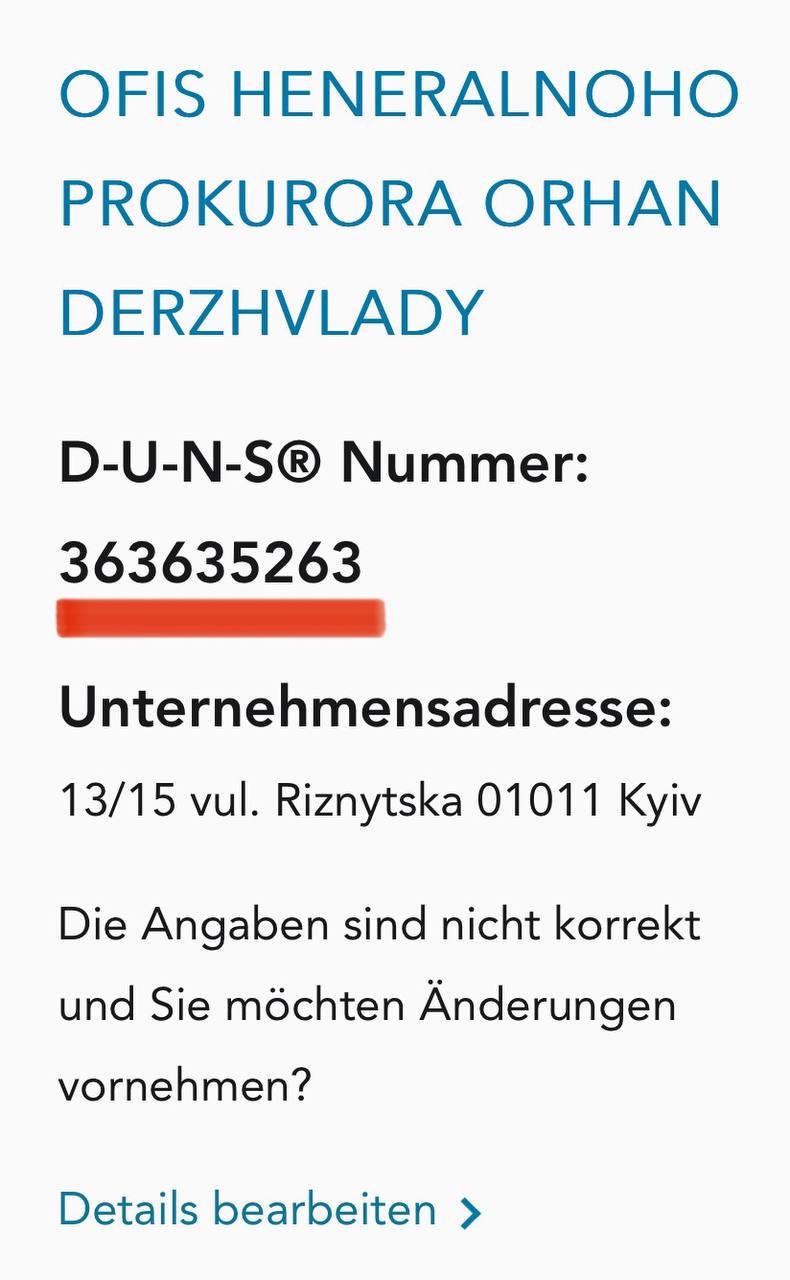 OFIS HENERALNOHO
PROKURORA ORHAN
DERZHVLADY
D-U-N-S® Nummer:
363635263
Unternehmensadresse:
13/15 vul. Riznytska 01011 Kyiv
Die Angaben sind nicht korrekt
und Sie möchten Änderungen
vornehmen?
Details bearbeiten